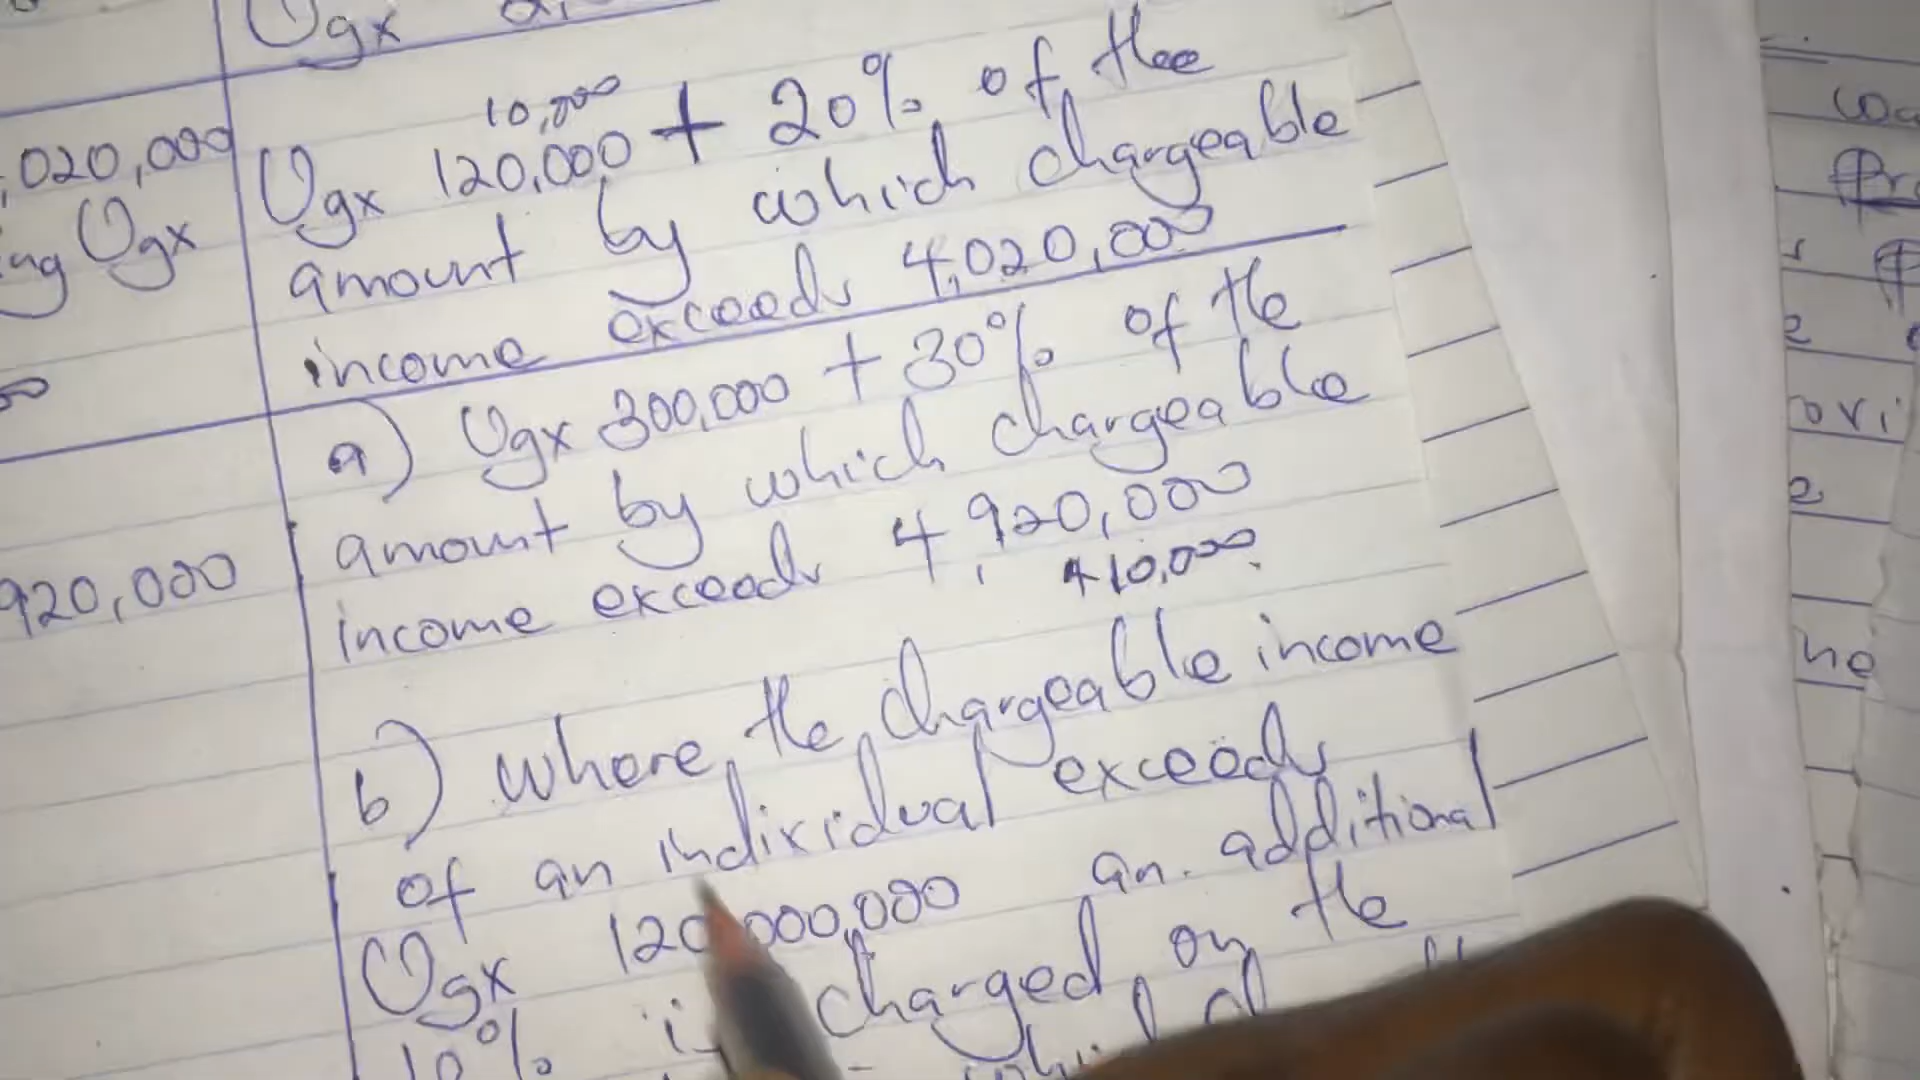 Ugx
,020,000
ing Ugx
10,000
Ugx 120,000 + 20% of the
amount by which chargeable
income exceeds 4,020,000
920,000
a) Ugx 300,000 + 30% of the
amount by which chargeable
income exceeds 4,920,000
410,000.
b) Where the chargeable income
of an individual exceeds
Ugx 120,000,000 an. additional
10% is charged on the